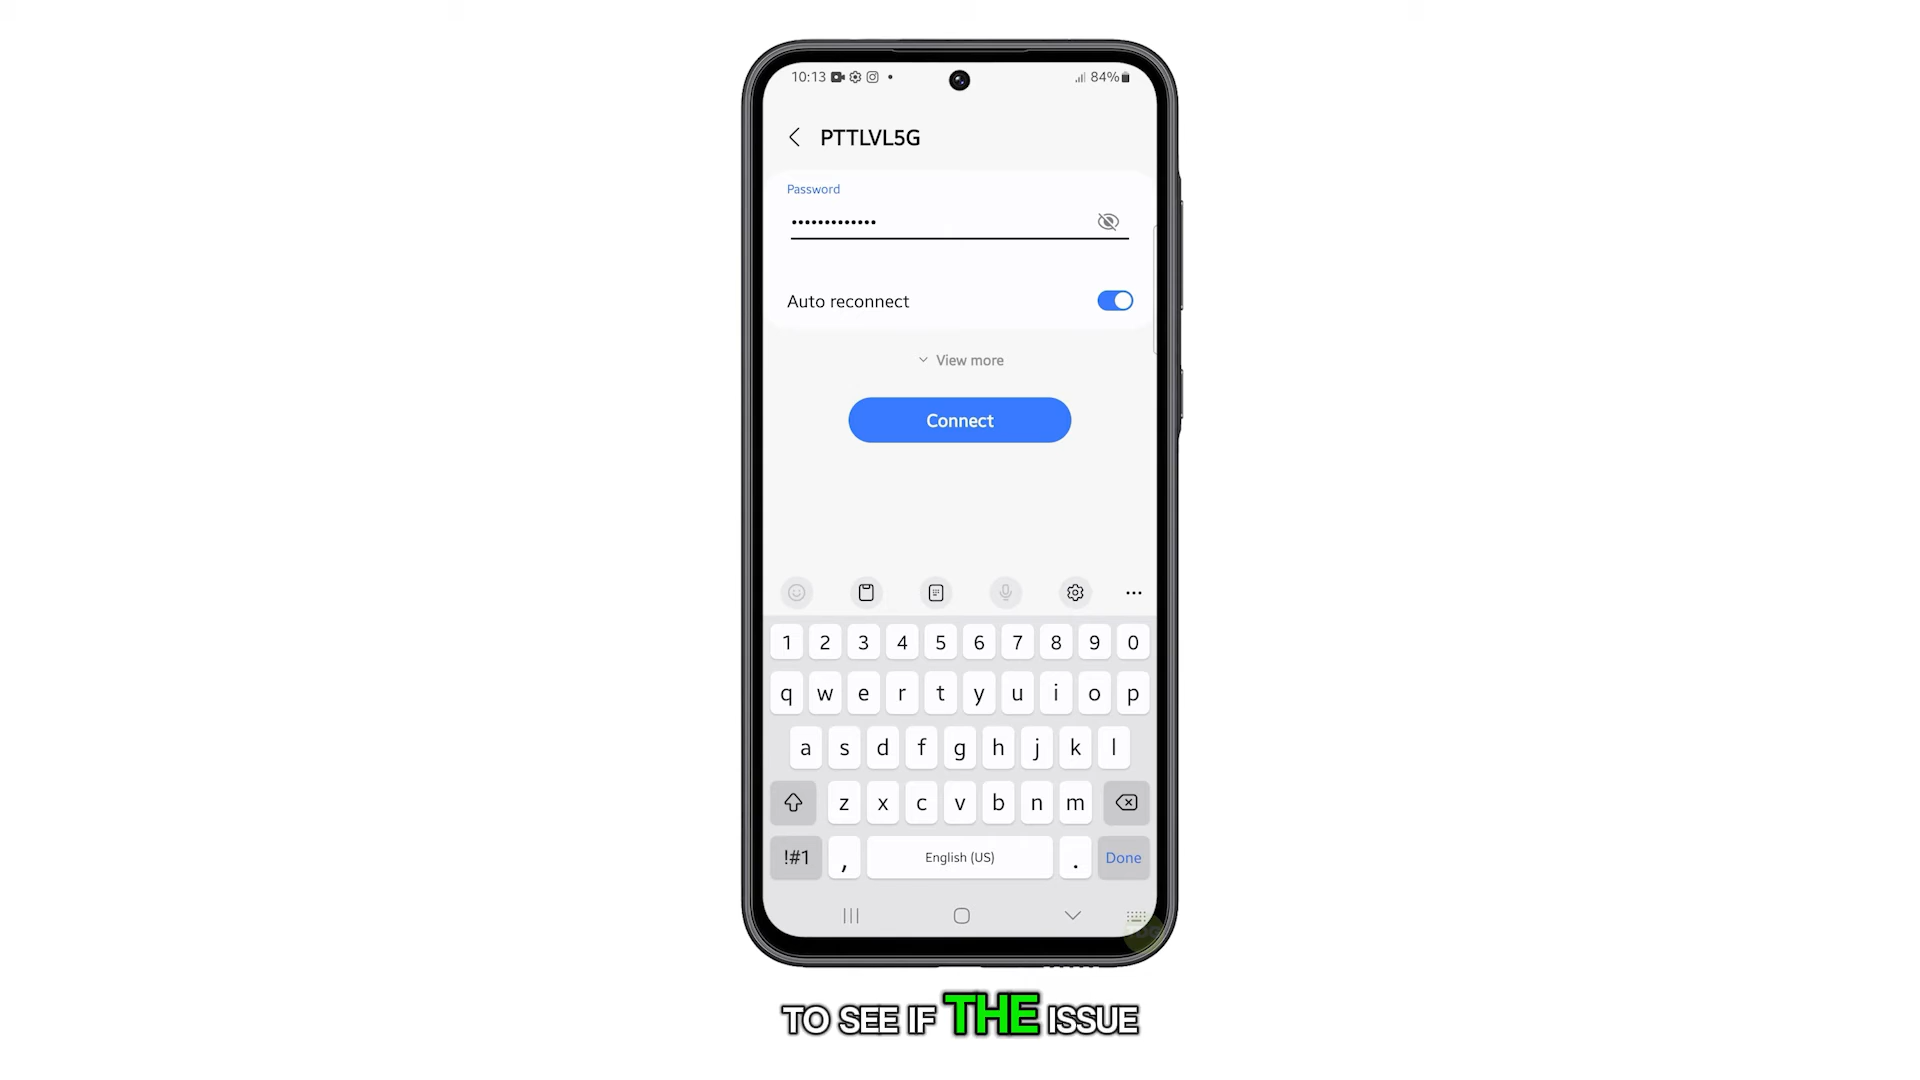 10:13 84%
PTTLVL5G
Password
•••••••••••••
Auto reconnect
View more
Connect
1 2 3 4 5 6 7 8 9 0
q w e r t y u i o p
a s d f g h j k l
z x c v b n m
!#1 , English (US) . Done
TO SEE IF THE ISSUE